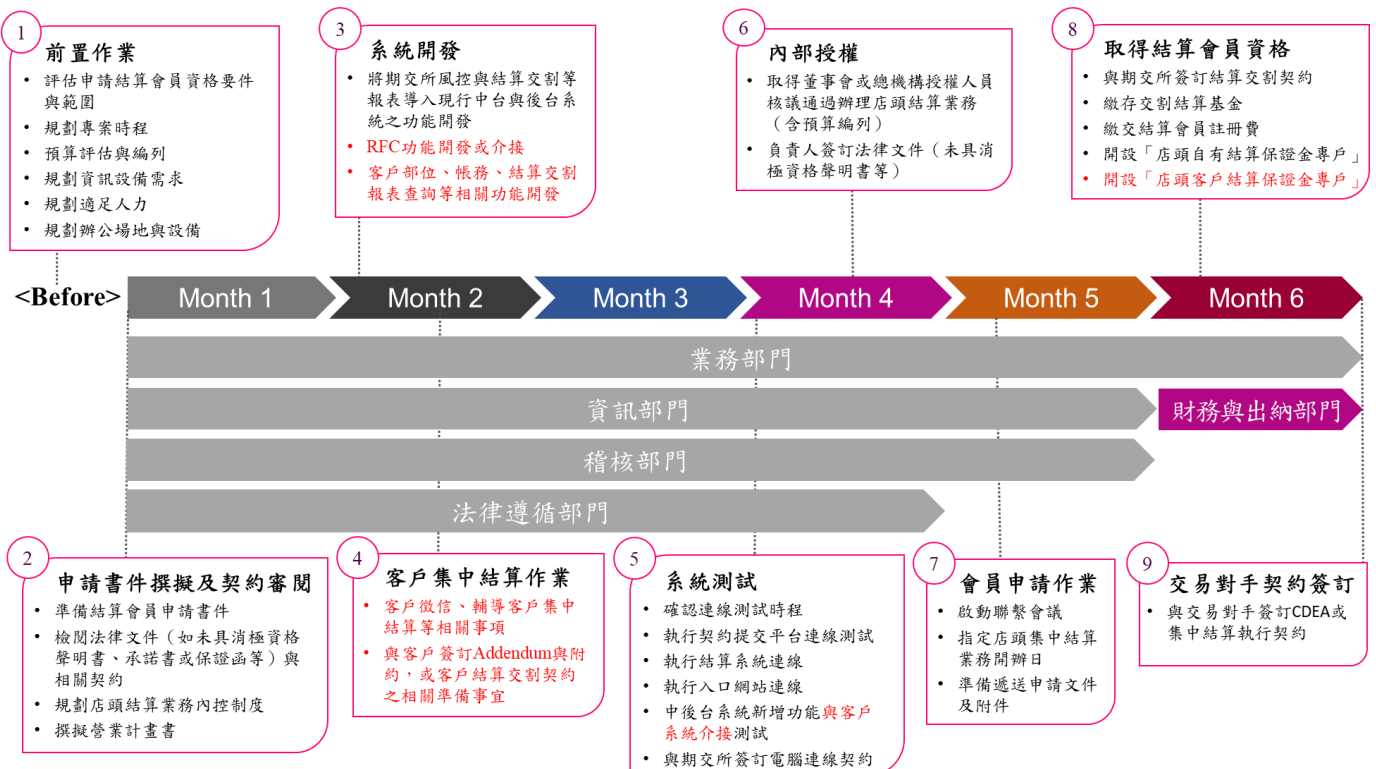 1
前置作業
• 評估申請結算會員資格要件
與範圍
• 規劃專案時程
• 預算評估與編列
• 規劃資訊設備需求
• 規劃適足人力
• 規劃辦公場地與設備
3
系統開發
• 將期交所風控與結算交割等
報表導入現行中台與後台系
統之功能開發
• RFC功能開發或介接
• 客戶部位、帳務、結算交割
報表查詢等相關功能開發
6
內部授權
• 取得董事會或總機構授權人員
核議通過辦理店頭結算業務
（含預算編列）
• 負責人簽訂法律文件（未具消
極資格聲明書等）
8
取得結算會員資格
• 與期交所簽訂結算交割契約
• 繳存交割結算基金
• 繳交結算會員註冊費
• 開設「店頭自有結算保證金專戶」
• 開設「店頭客戶結算保證金專戶」
<Before>
Month 1
Month 2
Month 3
Month 4
Month 5
Month 6
業務部門
資訊部門
財務與出納部門
稽核部門
法律遵循部門
2
申請書件撰擬及契約審閱
• 準備結算會員申請書件
• 檢閱法律文件（如未具消極資格
聲明書、承諾書或保證函等）與
相關契約
• 規劃店頭結算業務內控制度
• 撰擬營業計畫書
4
客戶集中結算作業
• 客戶徵信、輔導客戶集中
結算等相關事項
• 與客戶簽訂Addendum與附
約，或客戶結算交割契約
之相關準備事宜
5
系統測試
• 確認連線測試時程
• 執行契約提交平台連線測試
• 執行結算系統連線
• 執行入口網站連線
• 中後台系統新增功能與客戶
系統介接測試
• 與期交所簽訂電腦連線契約
7
會員申請作業
• 啟動聯繫會議
• 指定店頭集中結算
業務開辦日
• 準備遞送申請文件
及附件
9
交易對手契約簽訂
• 與交易對手簽訂CDEA或
集中結算執行契約